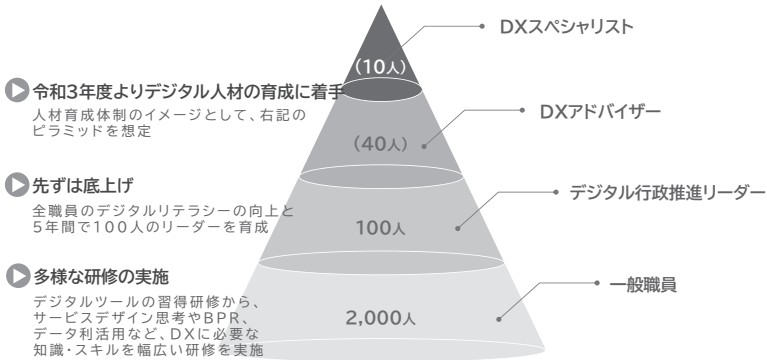 DXスペシャリスト
(10人)
令和3年度よりデジタル人材の育成に着手
人材育成体制のイメージとして、右記の
ピラミッドを想定
DXアドバイザー
(40人)
先ずは底上げ
全職員のデジタルリテラシーの向上と
5年間で100人のリーダーを育成
デジタル行政推進リーダー
100人
多様な研修の実施
デジタルツールの習得研修から、
サービスデザイン思考やBPR、
データ利活用など、DXに必要な
知識・スキルを幅広い研修を実施
一般職員
2,000人